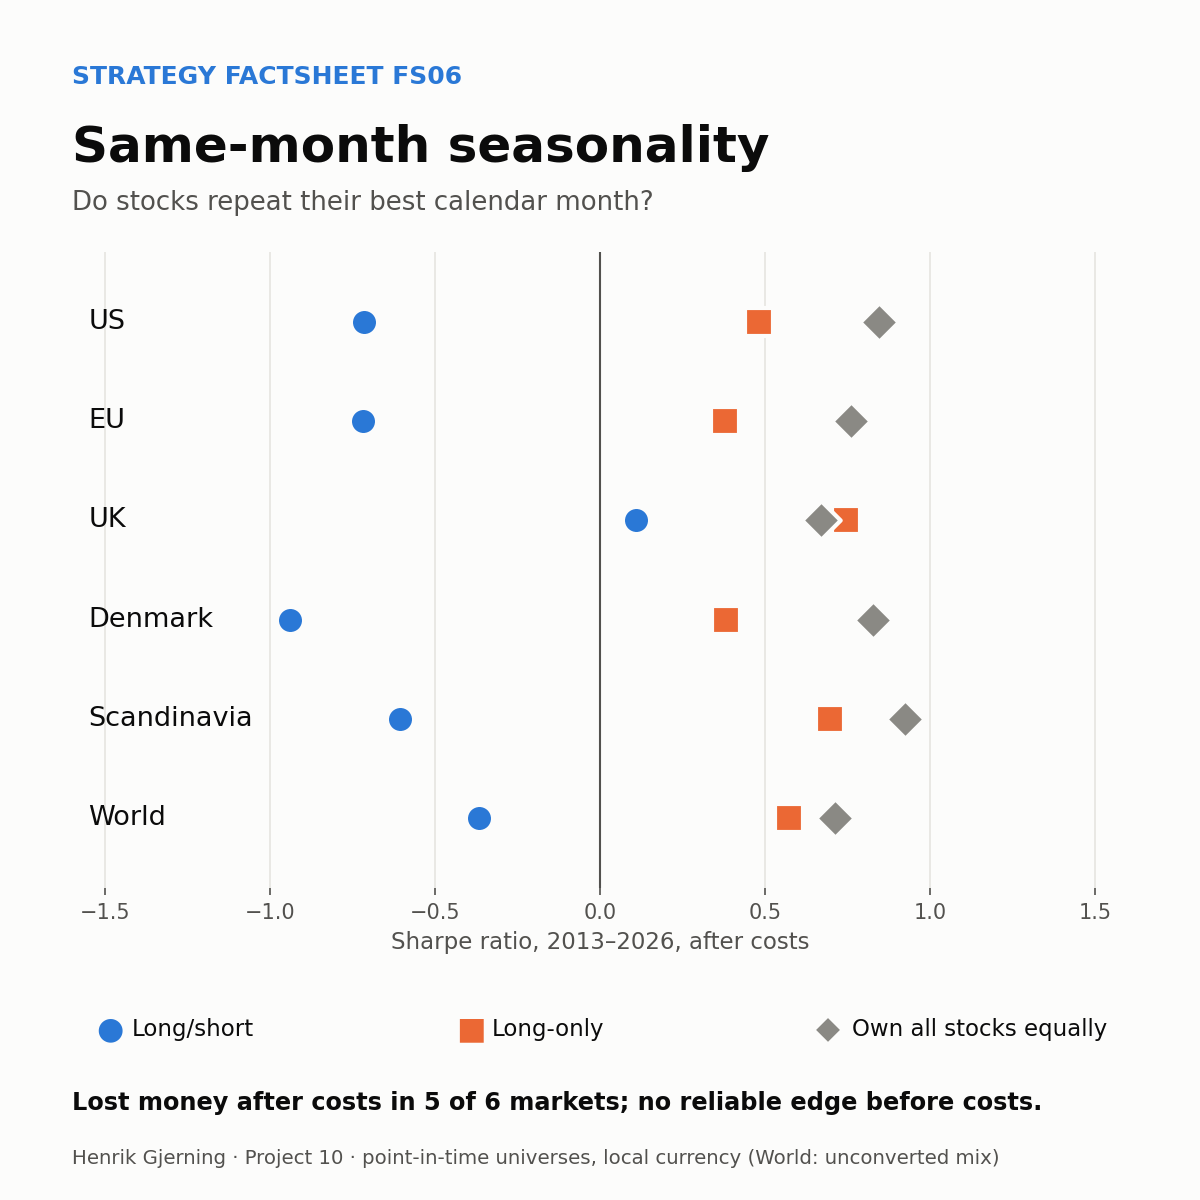 STRATEGY FACTSHEET FS06
Same-month seasonality
Do stocks repeat their best calendar month?
US
EU
UK
Denmark
Scandinavia
World
−1.5 −1.0 −0.5 0.0 0.5 1.0 1.5
Sharpe ratio, 2013–2026, after costs
Long/short Long-only Own all stocks equally
Lost money after costs in 5 of 6 markets; no reliable edge before costs.
Henrik Gjerning · Project 10 · point-in-time universes, local currency (World: unconverted mix)